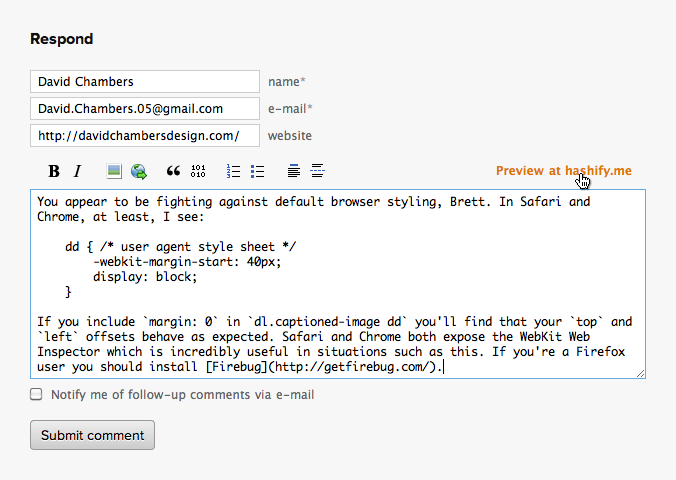 Respond
David Chambers name*
David.Chambers.05@gmail.com e-mail*
http://davidchambersdesign.com/ website
B I “ 101 010 Preview at hashify.me
You appear to be fighting against default browser styling, Brett. In Safari and
Chrome, at least, I see:
    dd { /* user agent style sheet */
        -webkit-margin-start: 40px;
        display: block;
    }
If you include `margin: 0` in `dl.captioned-image dd` you'll find that your `top` and
`left` offsets behave as expected. Safari and Chrome both expose the WebKit Web
Inspector which is incredibly useful in situations such as this. If you're a Firefox
user you should install [Firebug](http://getfirebug.com/).
Notify me of follow-up comments via e-mail
Submit comment